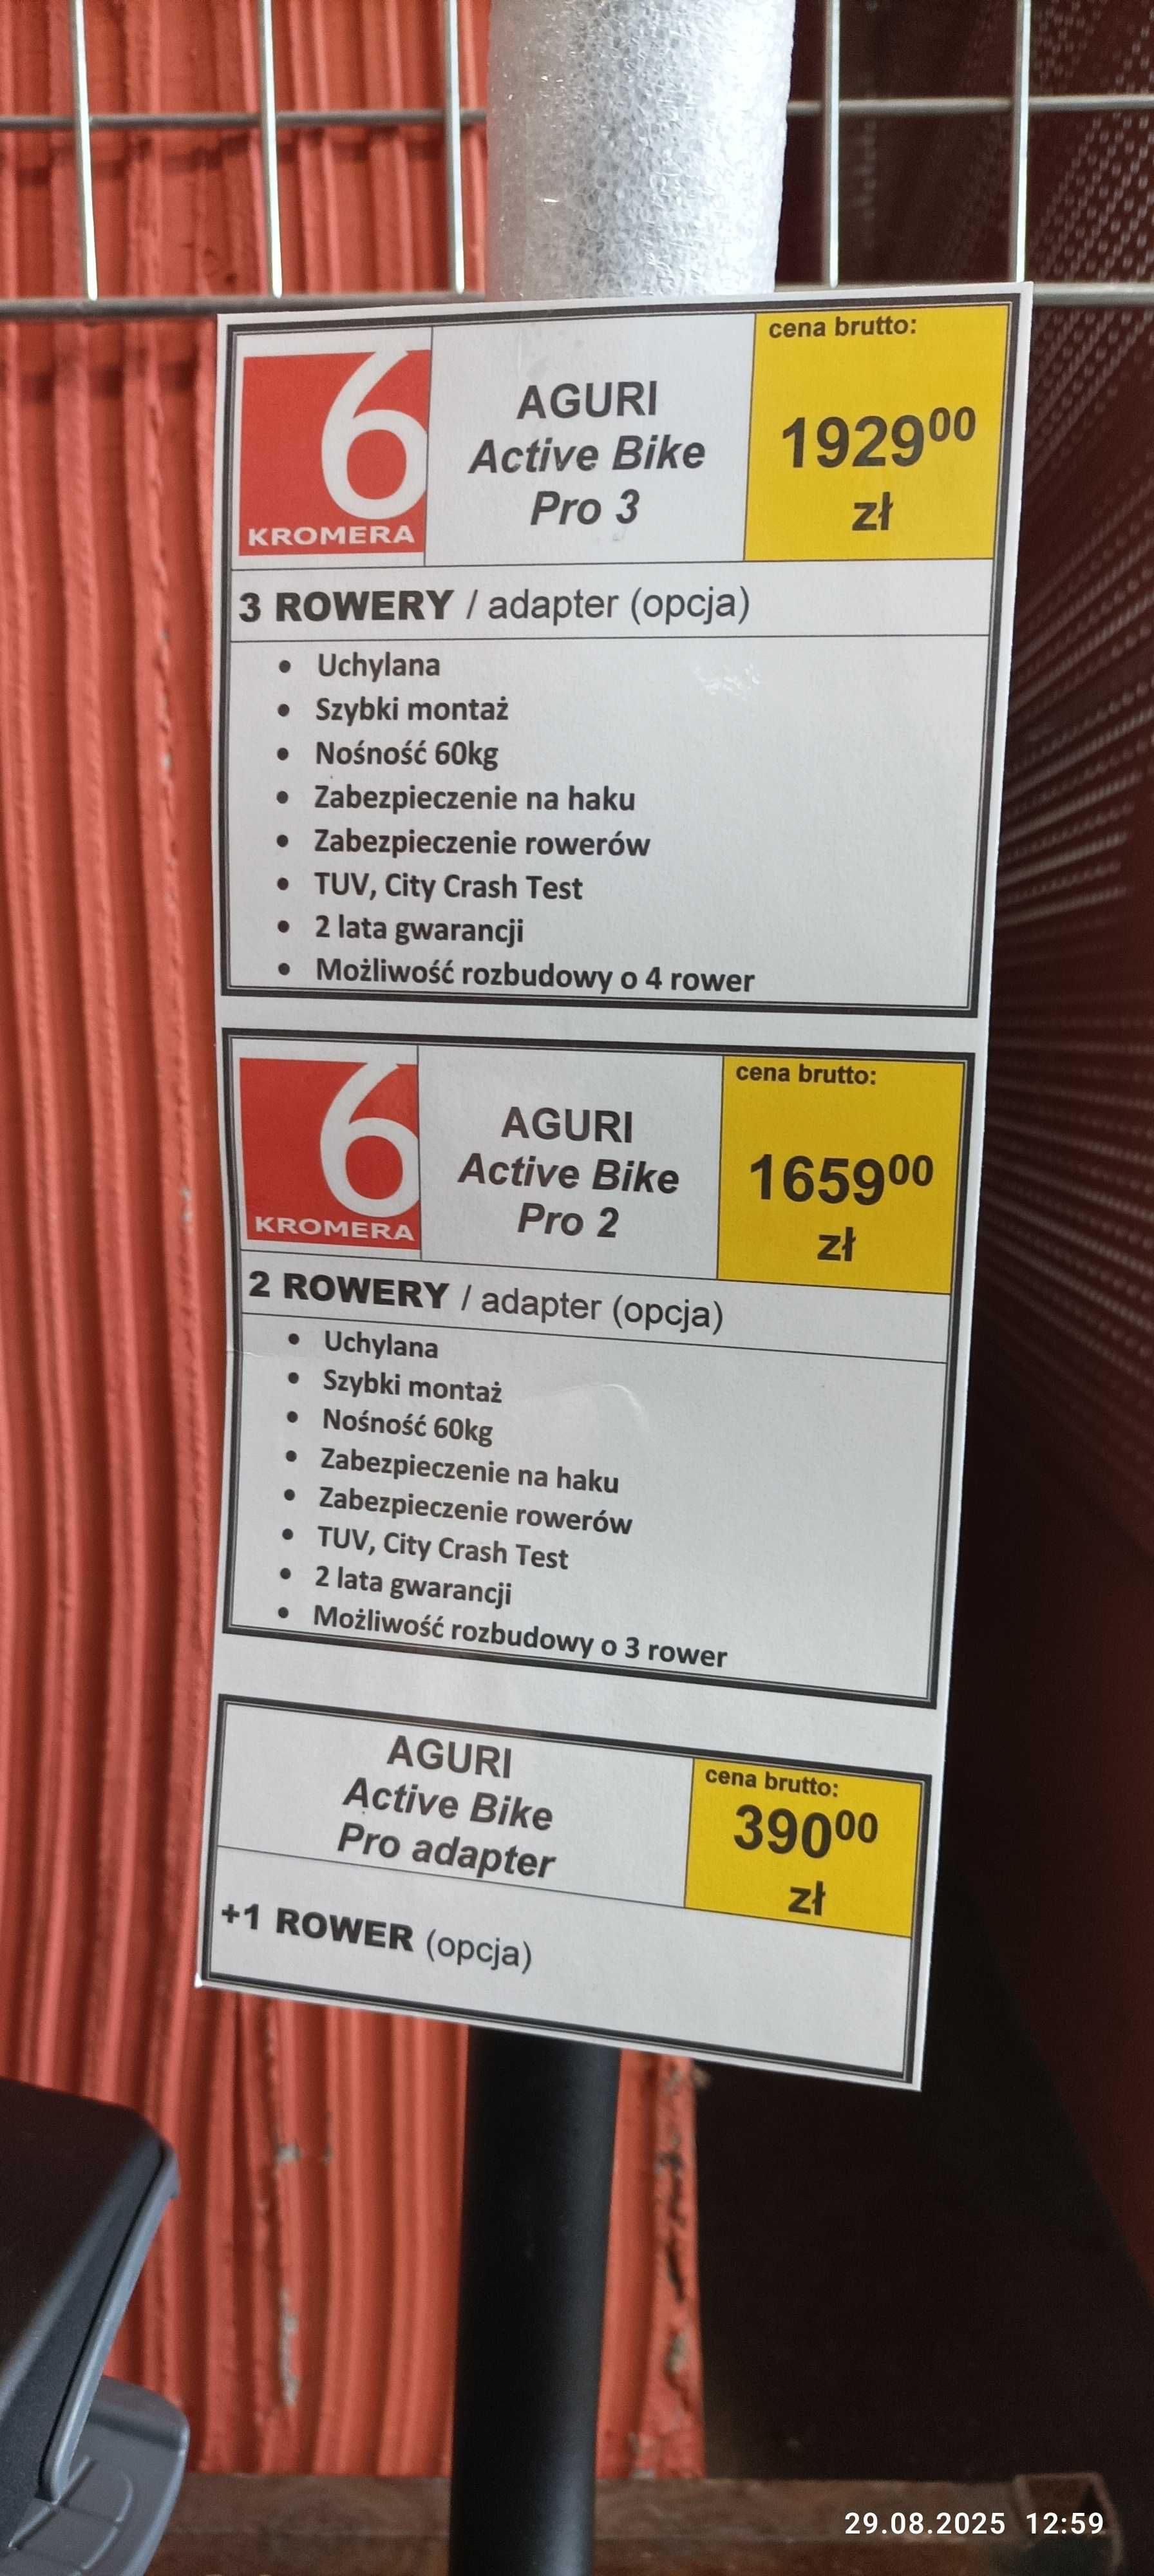 6
KROMERA
AGURI
Active Bike
Pro 3
cena brutto:
1929⁰⁰
zł
3 ROWERY / adapter (opcja)
• Uchylana
• Szybki montaż
• Nośność 60kg
• Zabezpieczenie na haku
• Zabezpieczenie rowerów
• TUV, City Crash Test
• 2 lata gwarancji
• Możliwość rozbudowy o 4 rower
6
KROMERA
AGURI
Active Bike
Pro 2
cena brutto:
1659⁰⁰
zł
2 ROWERY / adapter (opcja)
• Uchylana
• Szybki montaż
• Nośność 60kg
• Zabezpieczenie na haku
• Zabezpieczenie rowerów
• TUV, City Crash Test
• 2 lata gwarancji
• Możliwość rozbudowy o 3 rower
AGURI
Active Bike
Pro adapter
cena brutto:
390⁰⁰
zł
+1 ROWER (opcja)
29.08.2025 12:59